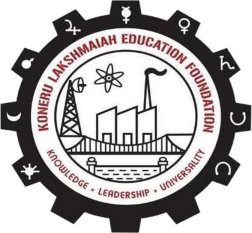 KONERU LAKSHMAIAH EDUCATION FOUNDATION
KNOWLEDGE • LEADERSHIP • UNIVERSALITY